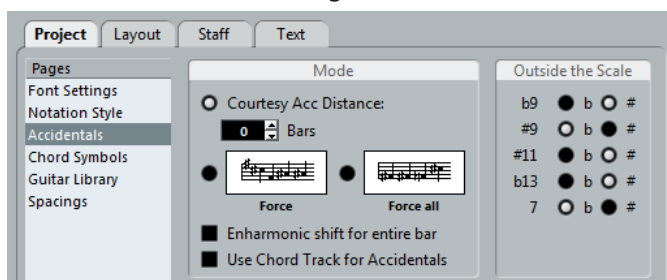 Project Layout Staff Text
Pages
Font Settings
Notation Style
Accidentals
Chord Symbols
Guitar Library
Spacings
Mode
Courtesy Acc Distance:
0 Bars
Force Force all
Enharmonic shift for entire bar
Use Chord Track for Accidentals
Outside the Scale
b9 b #
#9 b #
#11 b #
b13 b #
7 b #